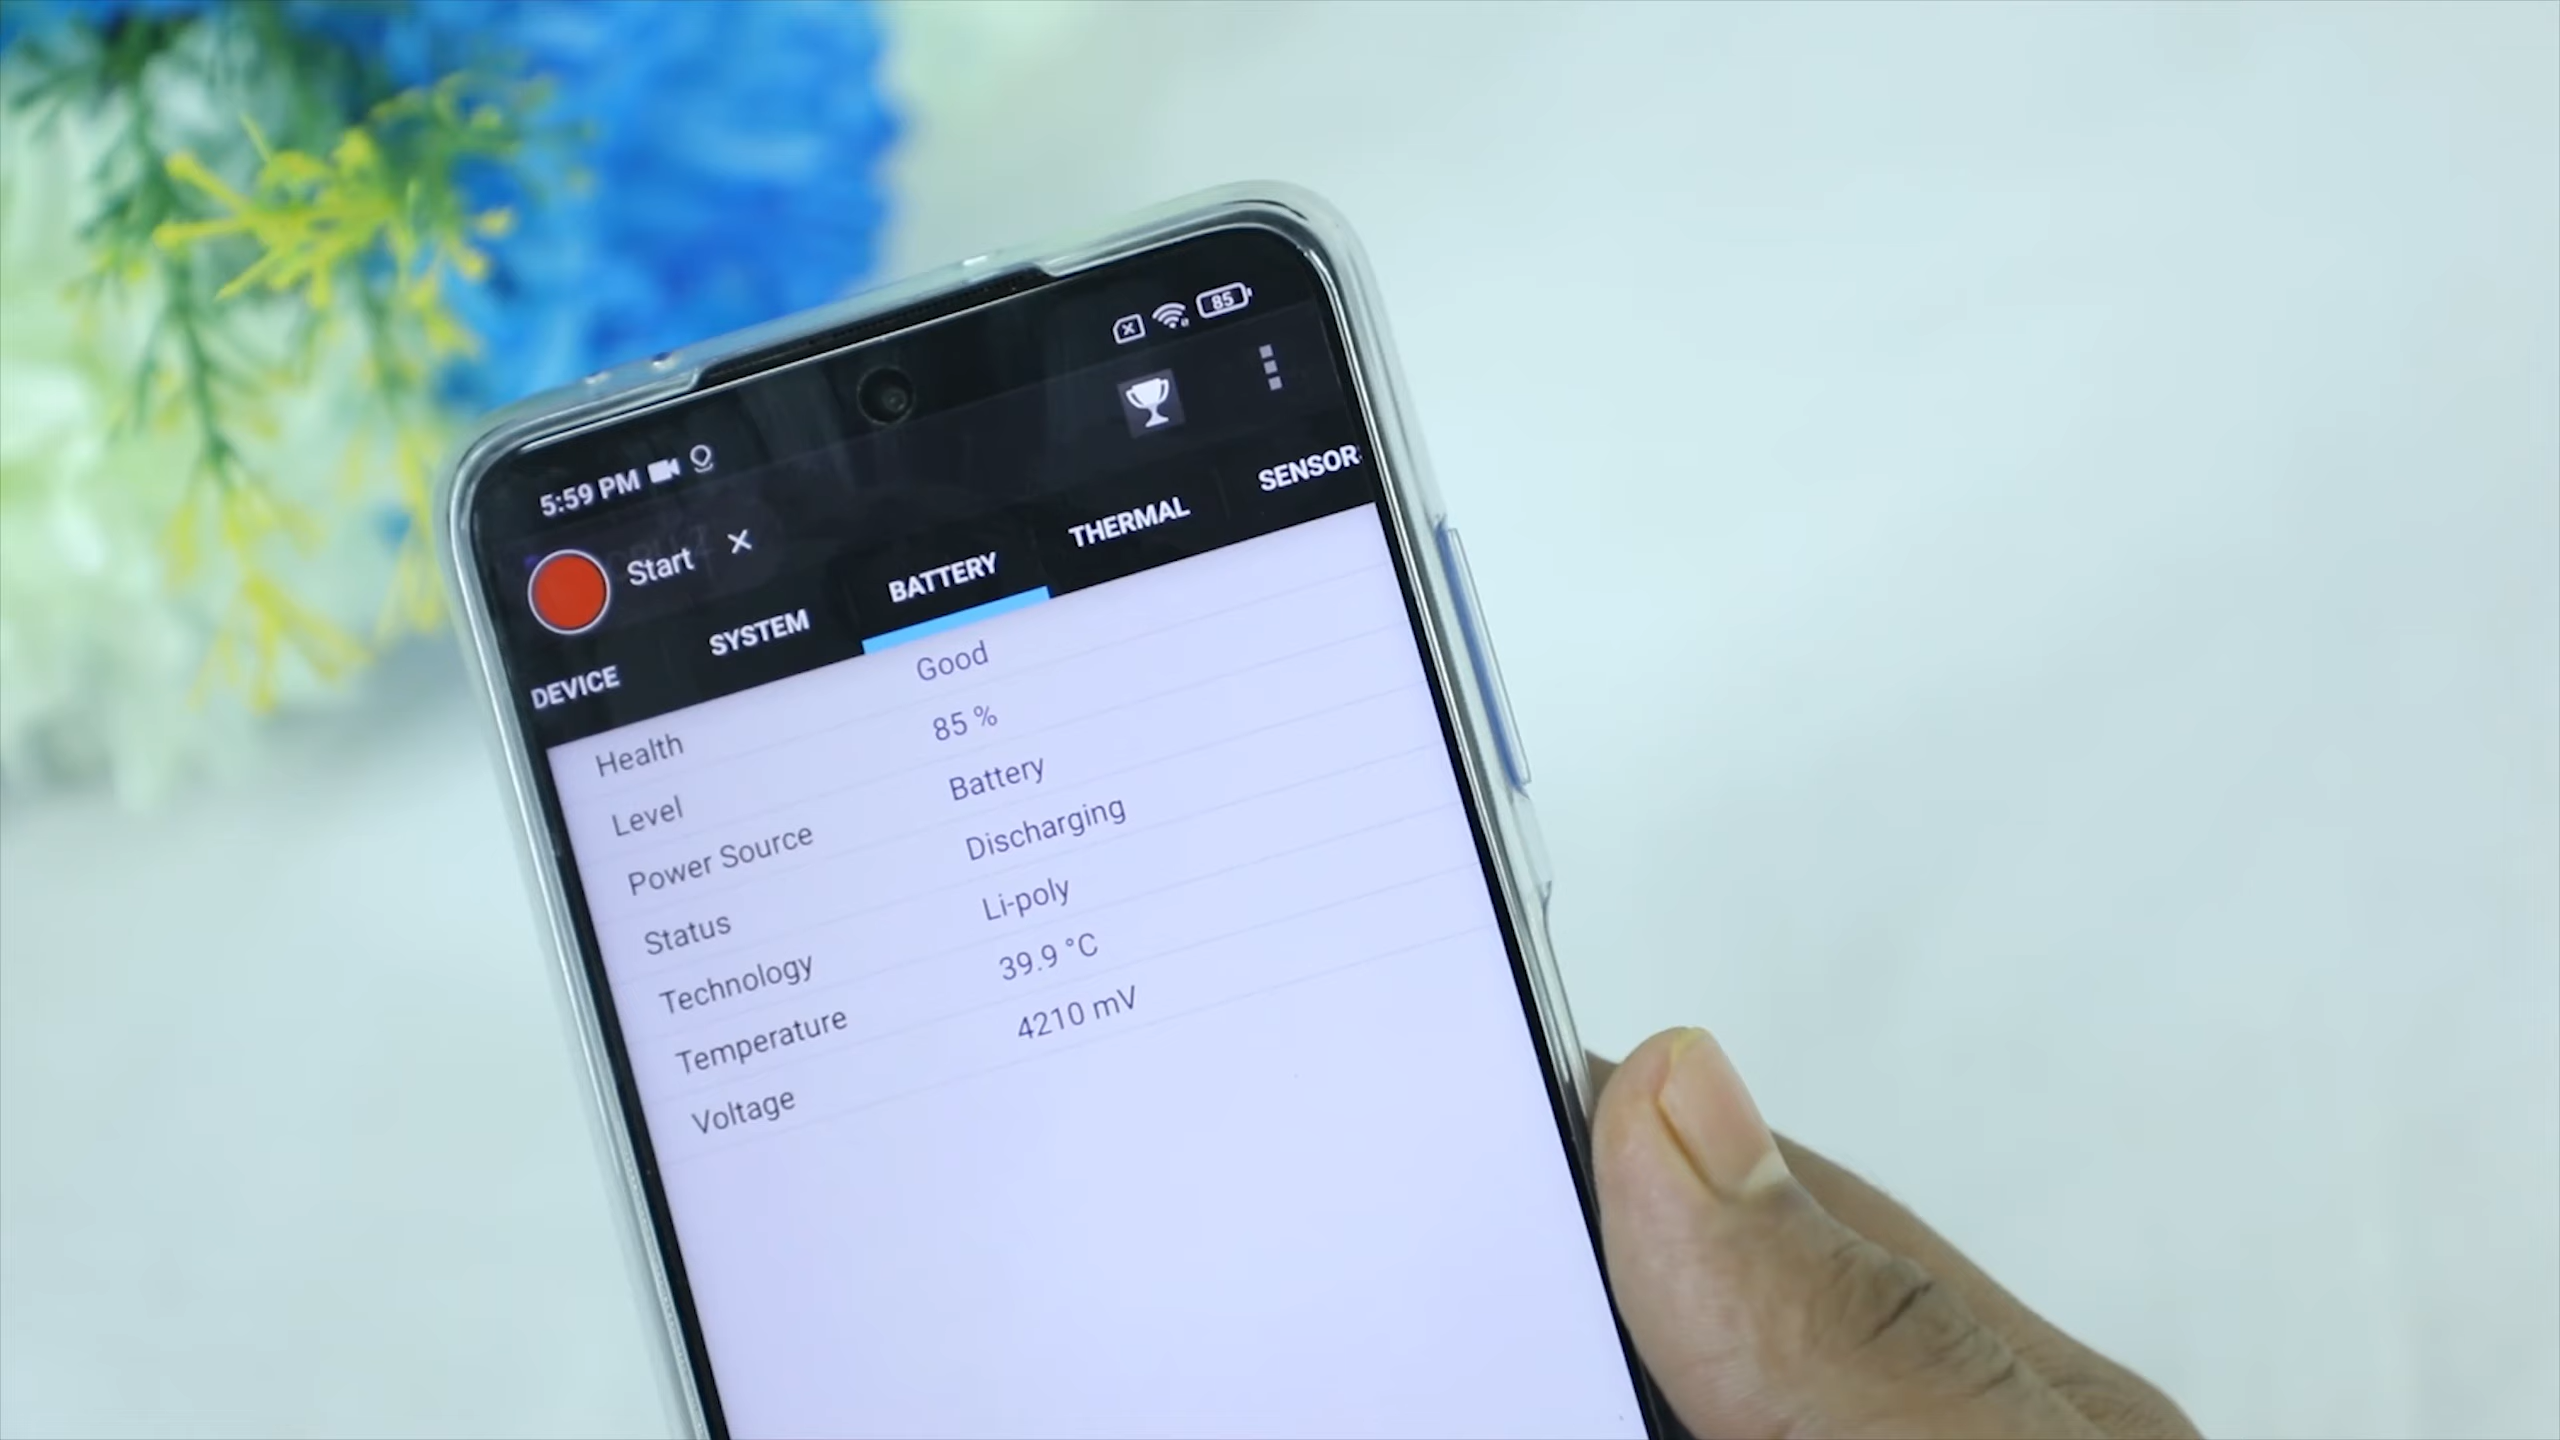 85
5:59 PM
Start ×
DEVICE SYSTEM BATTERY THERMAL SENSOR
Health Good
Level 85 %
Power Source Battery
Status Discharging
Technology Li-poly
Temperature 39.9 °C
Voltage 4210 mV